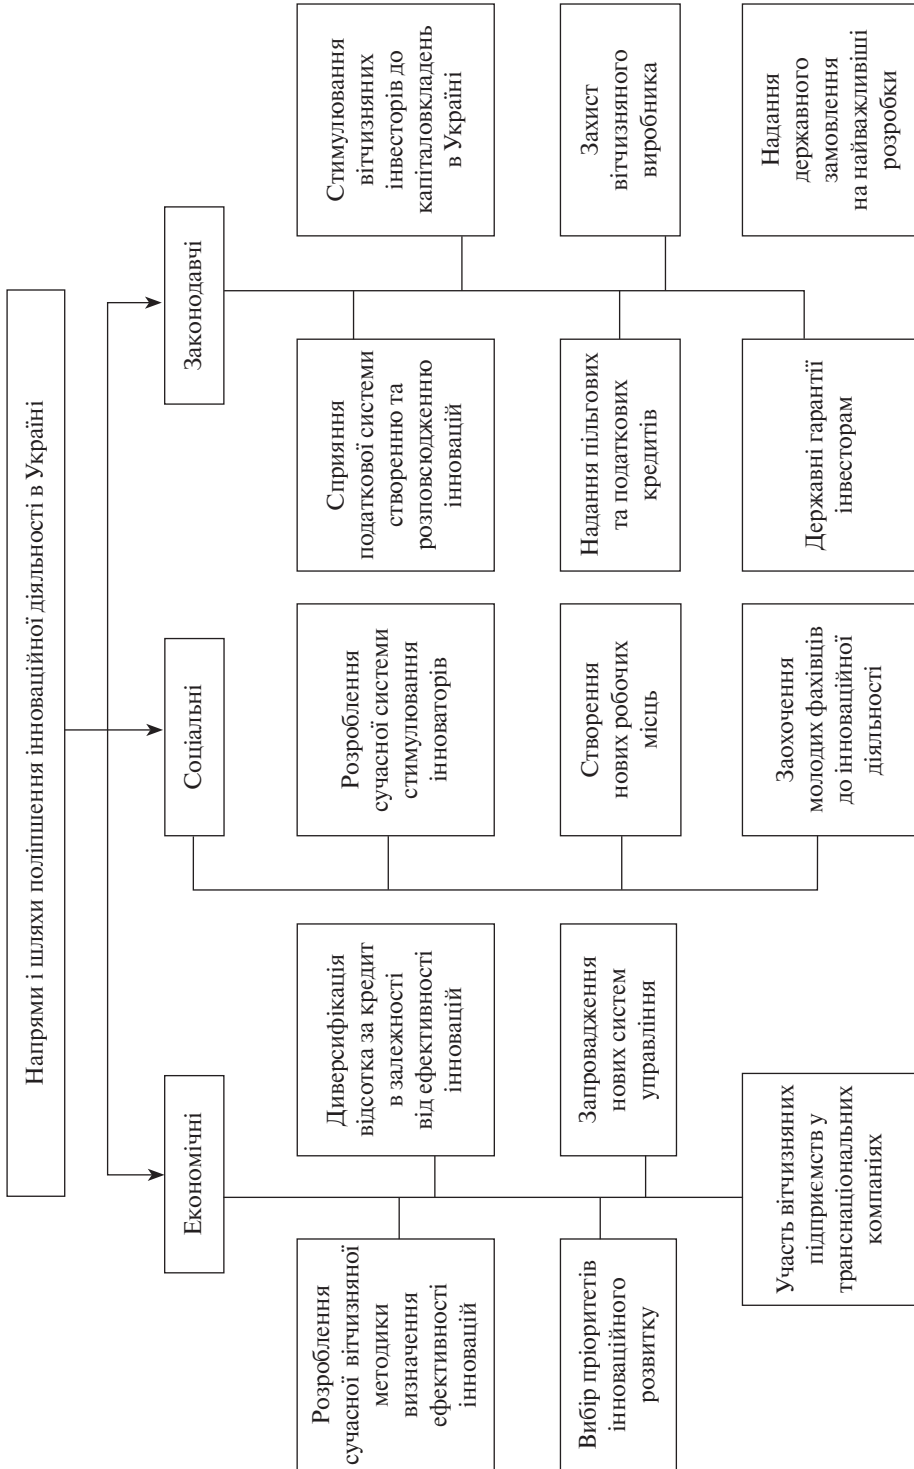 Напрями і шляхи поліпшення інноваційної діяльності в Україні
Економічні
Соціальні
Законодавчі
Розроблення
сучасної вітчизняної
методики
визначення
ефективності
інновацій
Диверсифікація
відсотка за кредит
в залежності
від ефективності
інновацій
Розроблення
сучасної системи
стимулювання
інноваторів
Сприяння
податкової системи
створенню та
розповсюдженню
інновацій
Стимулювання
вітчизняних
інвесторів до
капіталовкладень
в Україні
Вибір пріоритетів
інноваційного
розвитку
Запровадження
нових систем
управління
Створення
нових робочих
місць
Надання пільгових
та податкових
кредитів
Захист
вітчизняного
виробника
Участь вітчизняних
підприємств у
транснаціональних
компаніях
Заохочення
молодих фахівців
до інноваційної
діяльності
Державні гарантії
інвесторам
Надання
державного
замовлення
на найважливіші
розробки